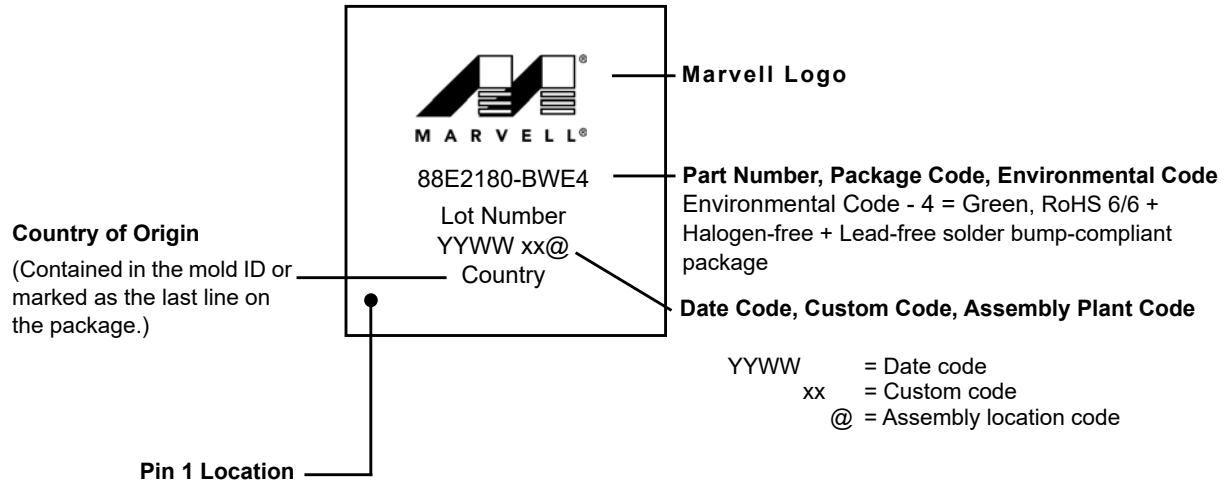 ®
MARVELL®
Marvell Logo
88E2180-BWE4
Part Number, Package Code, Environmental Code
Environmental Code - 4 = Green, RoHS 6/6 +
Halogen-free + Lead-free solder bump-compliant
package
Lot Number
YYWW xx@
Country
Country of Origin
(Contained in the mold ID or
marked as the last line on
the package.)
Date Code, Custom Code, Assembly Plant Code
YYWW = Date code
xx = Custom code
@ = Assembly location code
Pin 1 Location